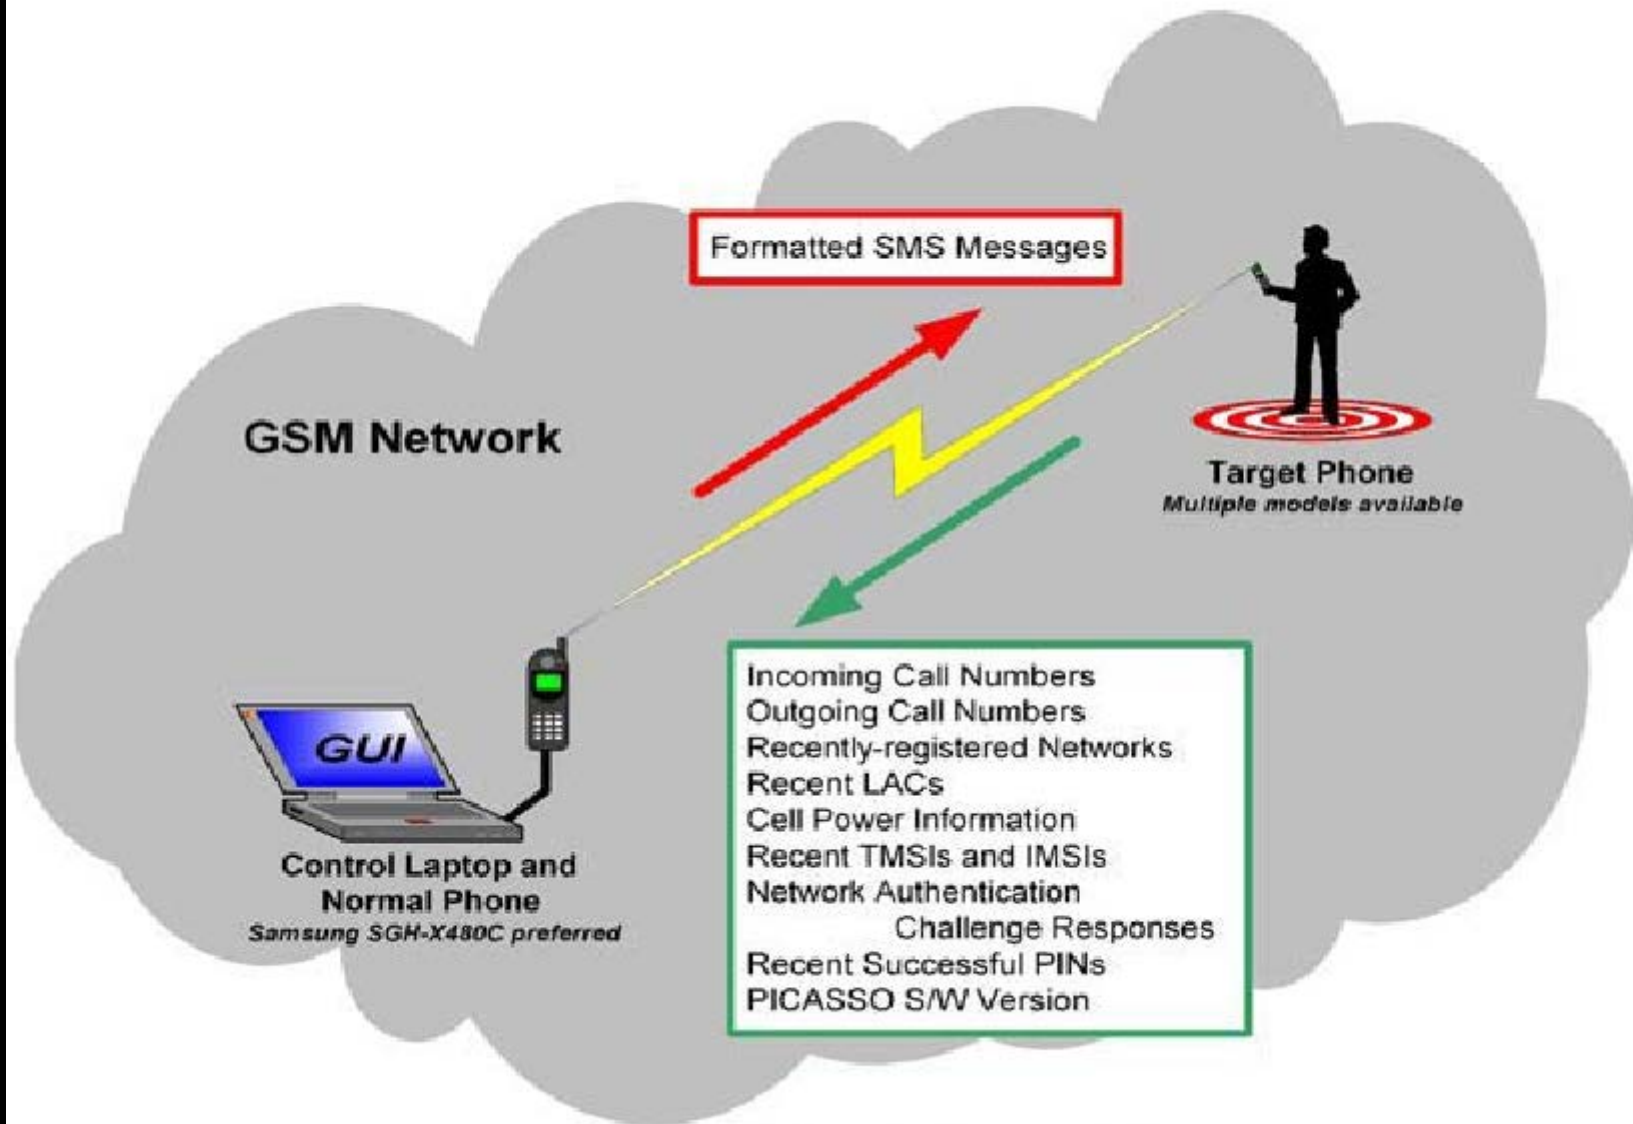 Formatted SMS Messages
GSM Network
Target Phone
Multiple models available
GUI
Control Laptop and
Normal Phone
Samsung SGH-X480C preferred
Incoming Call Numbers
Outgoing Call Numbers
Recently-registered Networks
Recent LACs
Cell Power Information
Recent TMSIs and IMSIs
Network Authentication
Challenge Responses
Recent Successful PINs
PICASSO S/W Version